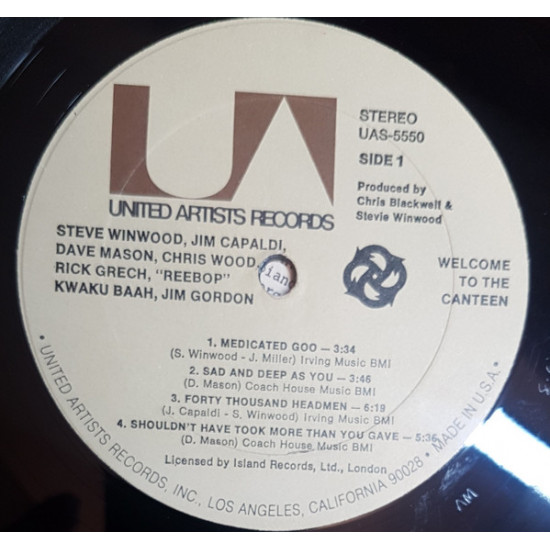 UA
UNITED ARTISTS RECORDS
STEREO
UAS-5550
SIDE 1
Produced by
Chris Blackwell &
Stevie Winwood
STEVE WINWOOD, JIM CAPALDI,
DAVE MASON, CHRIS WOOD,
RICK GRECH, "REEBOP"
KWAKU BAAH, JIM GORDON
WELCOME
TO THE
CANTEEN
1. MEDICATED GOO — 3:34
(S. Winwood - J. Miller) Irving Music BMI
2. SAD AND DEEP AS YOU — 3:46
(D. Mason) Coach House Music BMI
3. FORTY THOUSAND HEADMEN — 6:19
(J. Capaldi - S. Winwood) Irving Music BMI
4. SHOULDN'T HAVE TOOK MORE THAN YOU GAVE — 5:36
(D. Mason) Coach House Music BMI
Licensed by Island Records, Ltd., London
• UNITED ARTISTS RECORDS, INC., LOS ANGELES, CALIFORNIA 90028 • MADE IN U.S.A. •